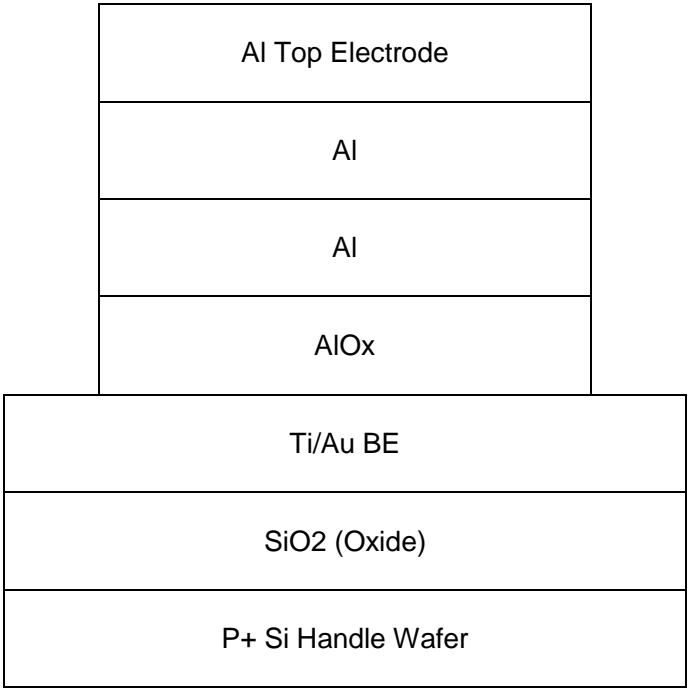 Al Top Electrode
Al
Al
AlOx
Ti/Au BE
SiO2 (Oxide)
P+ Si Handle Wafer